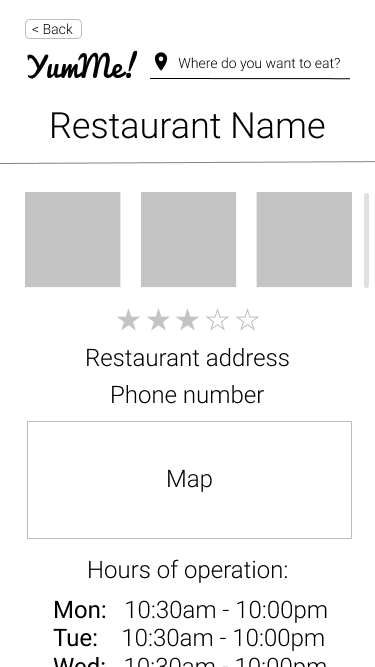 < Back
YumMe!
Where do you want to eat?
Restaurant Name
Restaurant address
Phone number
Map
Hours of operation:
Mon: 10:30am - 10:00pm
Tue: 10:30am - 10:00pm
Wed: 10:30am - 10:00pm